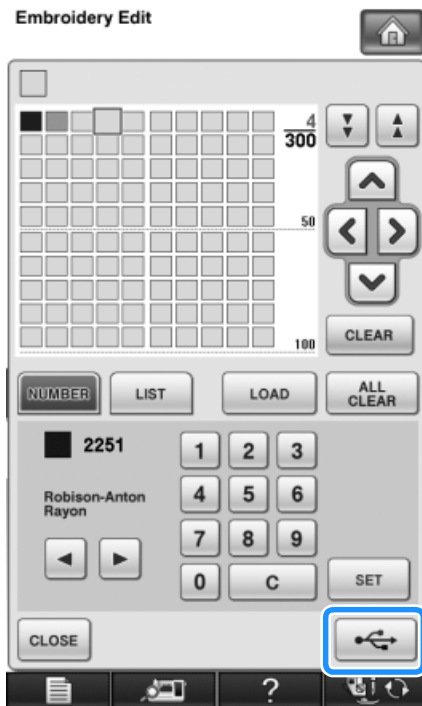 Embroidery Edit
4
300
50
100
CLEAR
NUMBER
LIST
LOAD
ALL
CLEAR
2251
Robison-Anton
Rayon
1 2 3
4 5 6
7 8 9
0 C
SET
CLOSE
?